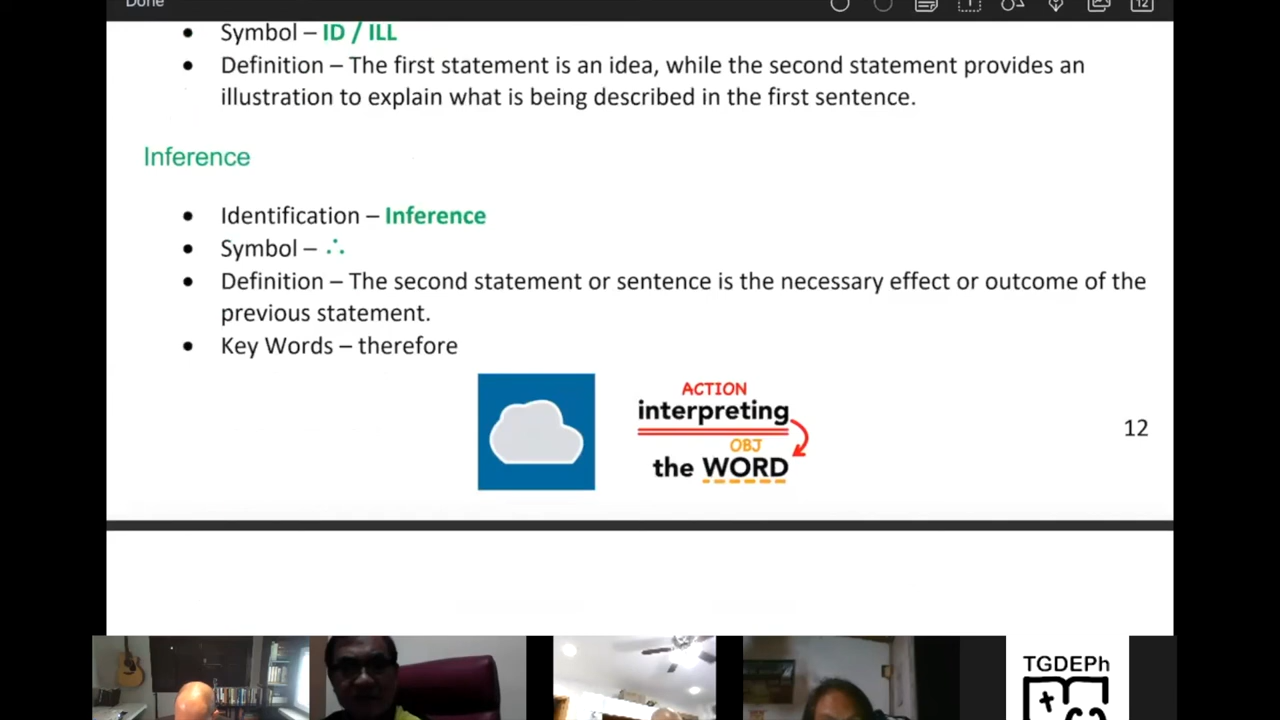 Done
12
• Symbol – ID / ILL
• Definition – The first statement is an idea, while the second statement provides an
illustration to explain what is being described in the first sentence.
Inference
• Identification – Inference
• Symbol – ∴
• Definition – The second statement or sentence is the necessary effect or outcome of the
previous statement.
• Key Words – therefore
ACTION
interpreting
OBJ
the WORD
12
TGDEPh